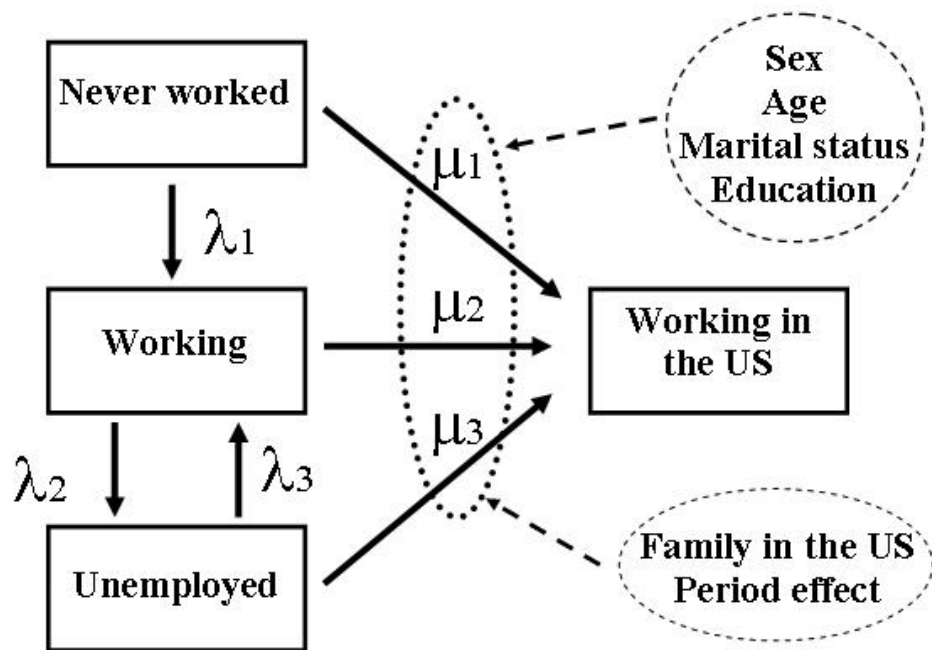 Never worked
Sex
Age
Marital status
Education
μ1
λ1
Working
μ2
Working in
the US
μ3
λ2
λ3
Unemployed
Family in the US
Period effect